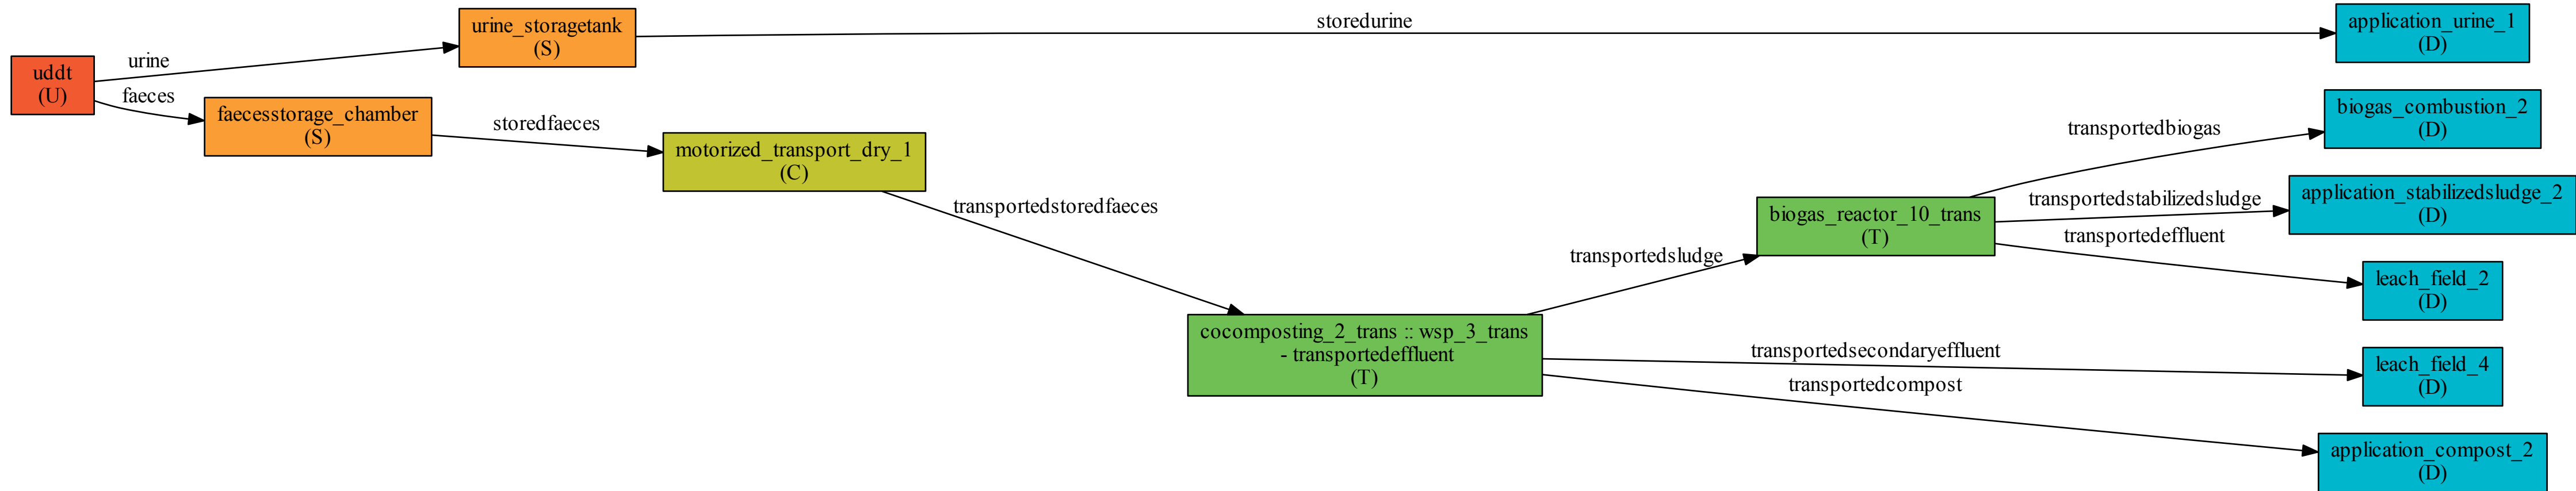 urine_storagetank
(S)
storedurine
application_urine_1
(D)
uddt
(U)
urine
faeces
faecesstorage_chamber
(S)
storedfaeces
motorized_transport_dry_1
(C)
transportedstoredfaeces
cocomposting_2_trans :: wsp_3_trans
- transportedeffluent
(T)
transportedsludge
biogas_reactor_10_trans
(T)
transportedbiogas
biogas_combustion_2
(D)
transportedstabilizedsludge
application_stabilizedsludge_2
(D)
transportedeffluent
leach_field_2
(D)
transportedsecondaryeffluent
leach_field_4
(D)
transportedcompost
application_compost_2
(D)